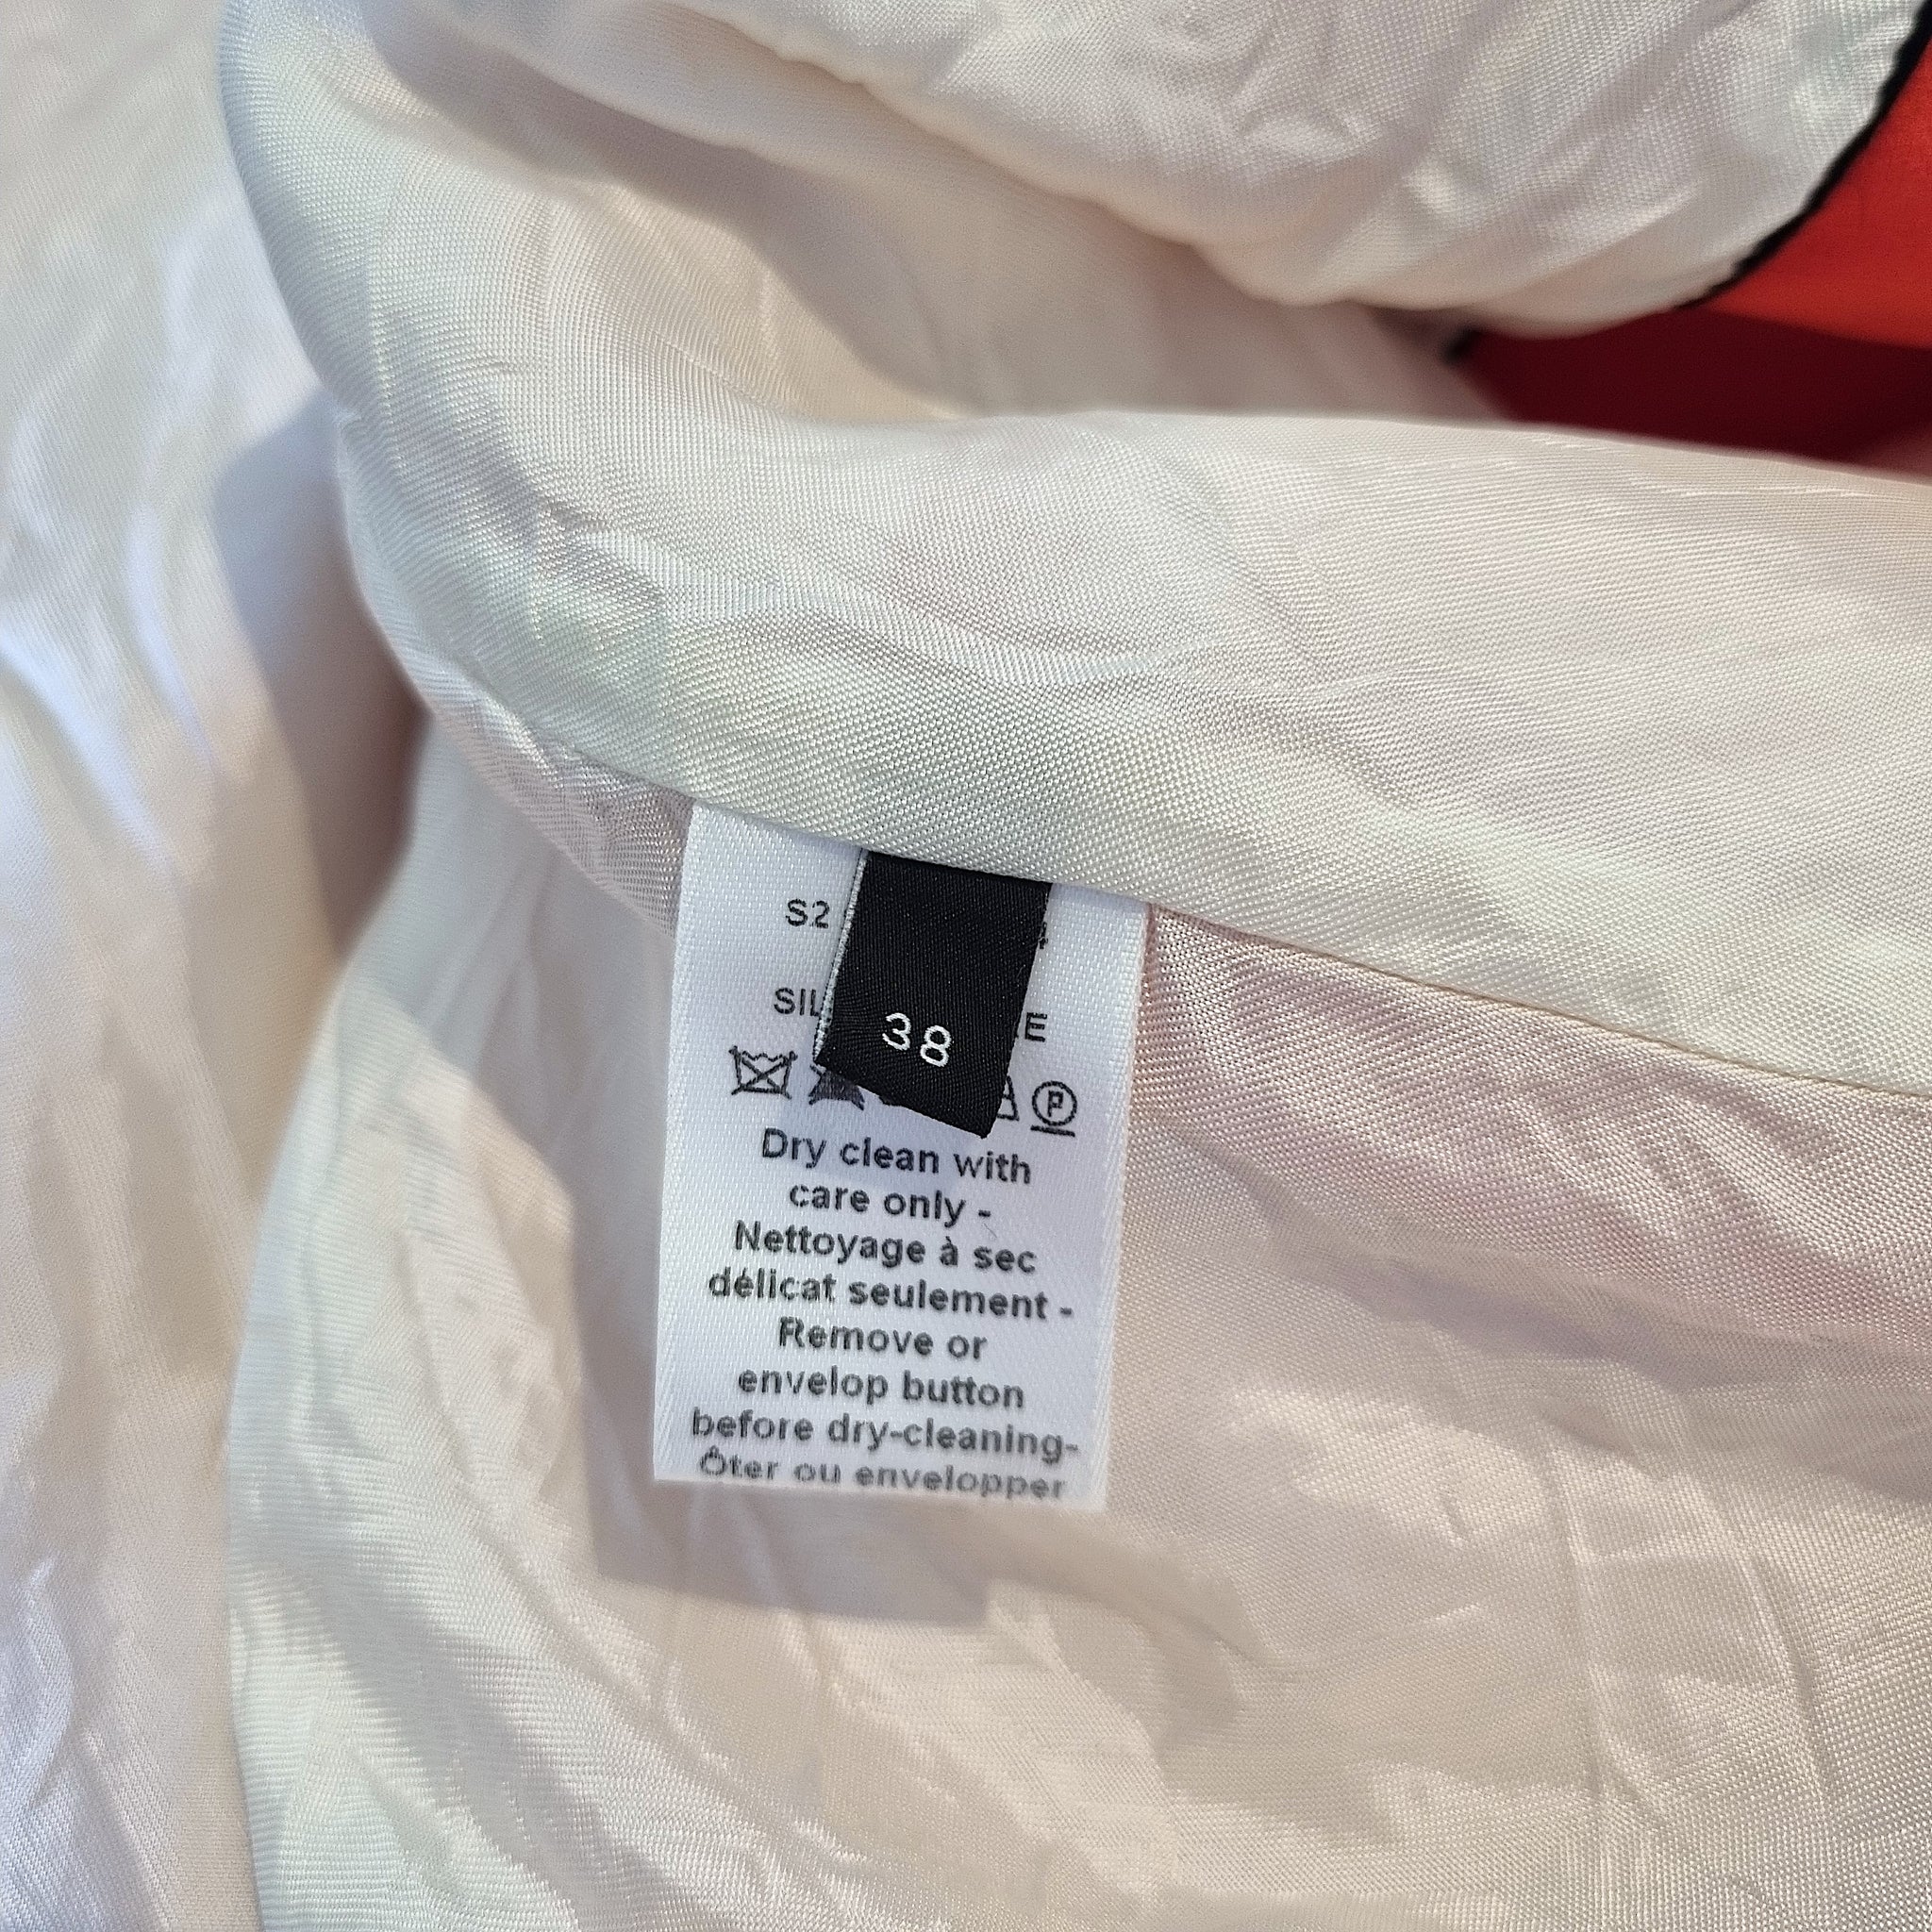 S2
38
Dry clean with
care only -
Nettoyage à sec
délicat seulement -
Remove or
envelop button
before dry-cleaning-
Ôter ou envelopper